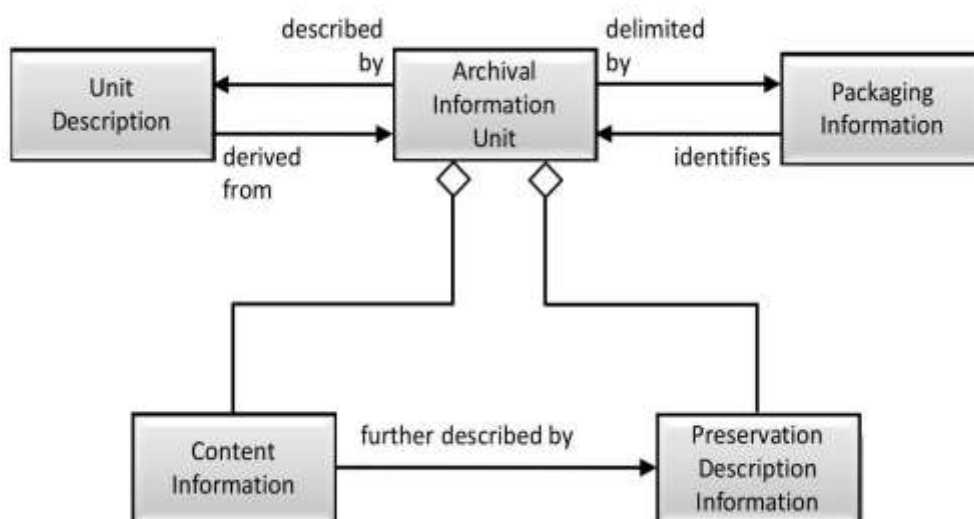 described
by
delimited
by
Unit
Description
Archival
Information
Unit
Packaging
Information
derived
from
identifies
further described by
Content
Information
Preservation
Description
Information